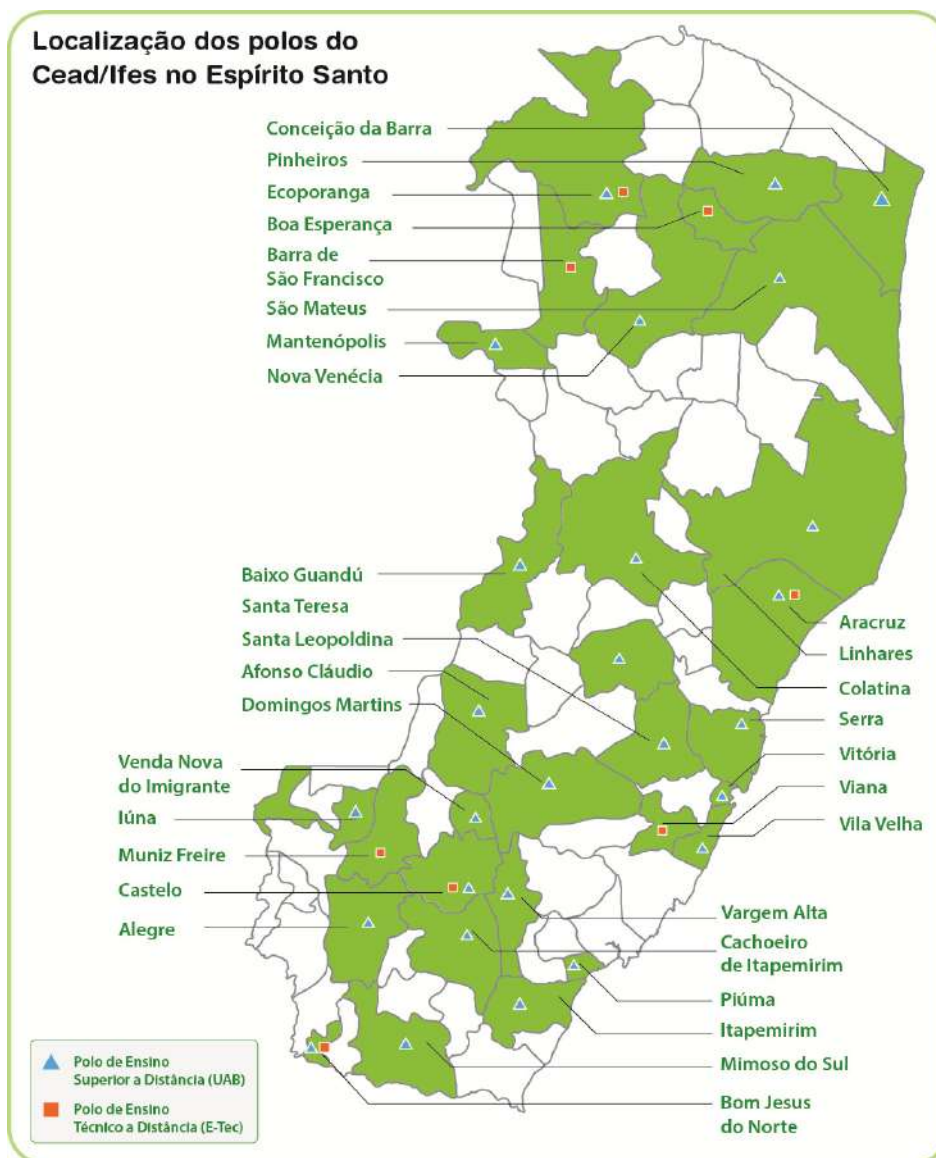 Localização dos polos do
Cead/Ifes no Espírito Santo
Conceição da Barra
Pinheiros
Ecoporanga
Boa Esperança
Barra de
São Francisco
São Mateus
Mantenópolis
Nova Venécia
Baixo Guandú
Santa Teresa
Santa Leopoldina
Afonso Cláudio
Domingos Martins
Venda Nova
do Imigrante
Iúna
Muniz Freire
Castelo
Alegre
Aracruz
Linhares
Colatina
Serra
Vitória
Viana
Vila Velha
Vargem Alta
Cachoeiro
de Itapemirim
Piúma
Itapemirim
Mimoso do Sul
Bom Jesus
do Norte
Polo de Ensino
Superior a Distância (UAB)
Polo de Ensino
Técnico a Distância (E-Tec)